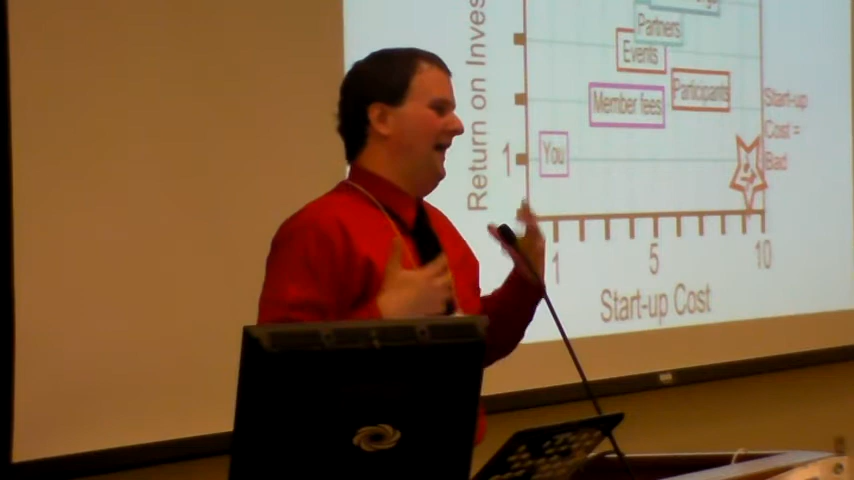 Return on Inves
Partners
Events
Member fees
Participants
You
1
Start-up
Cost =
Bad
1
5
10
Start-up Cost